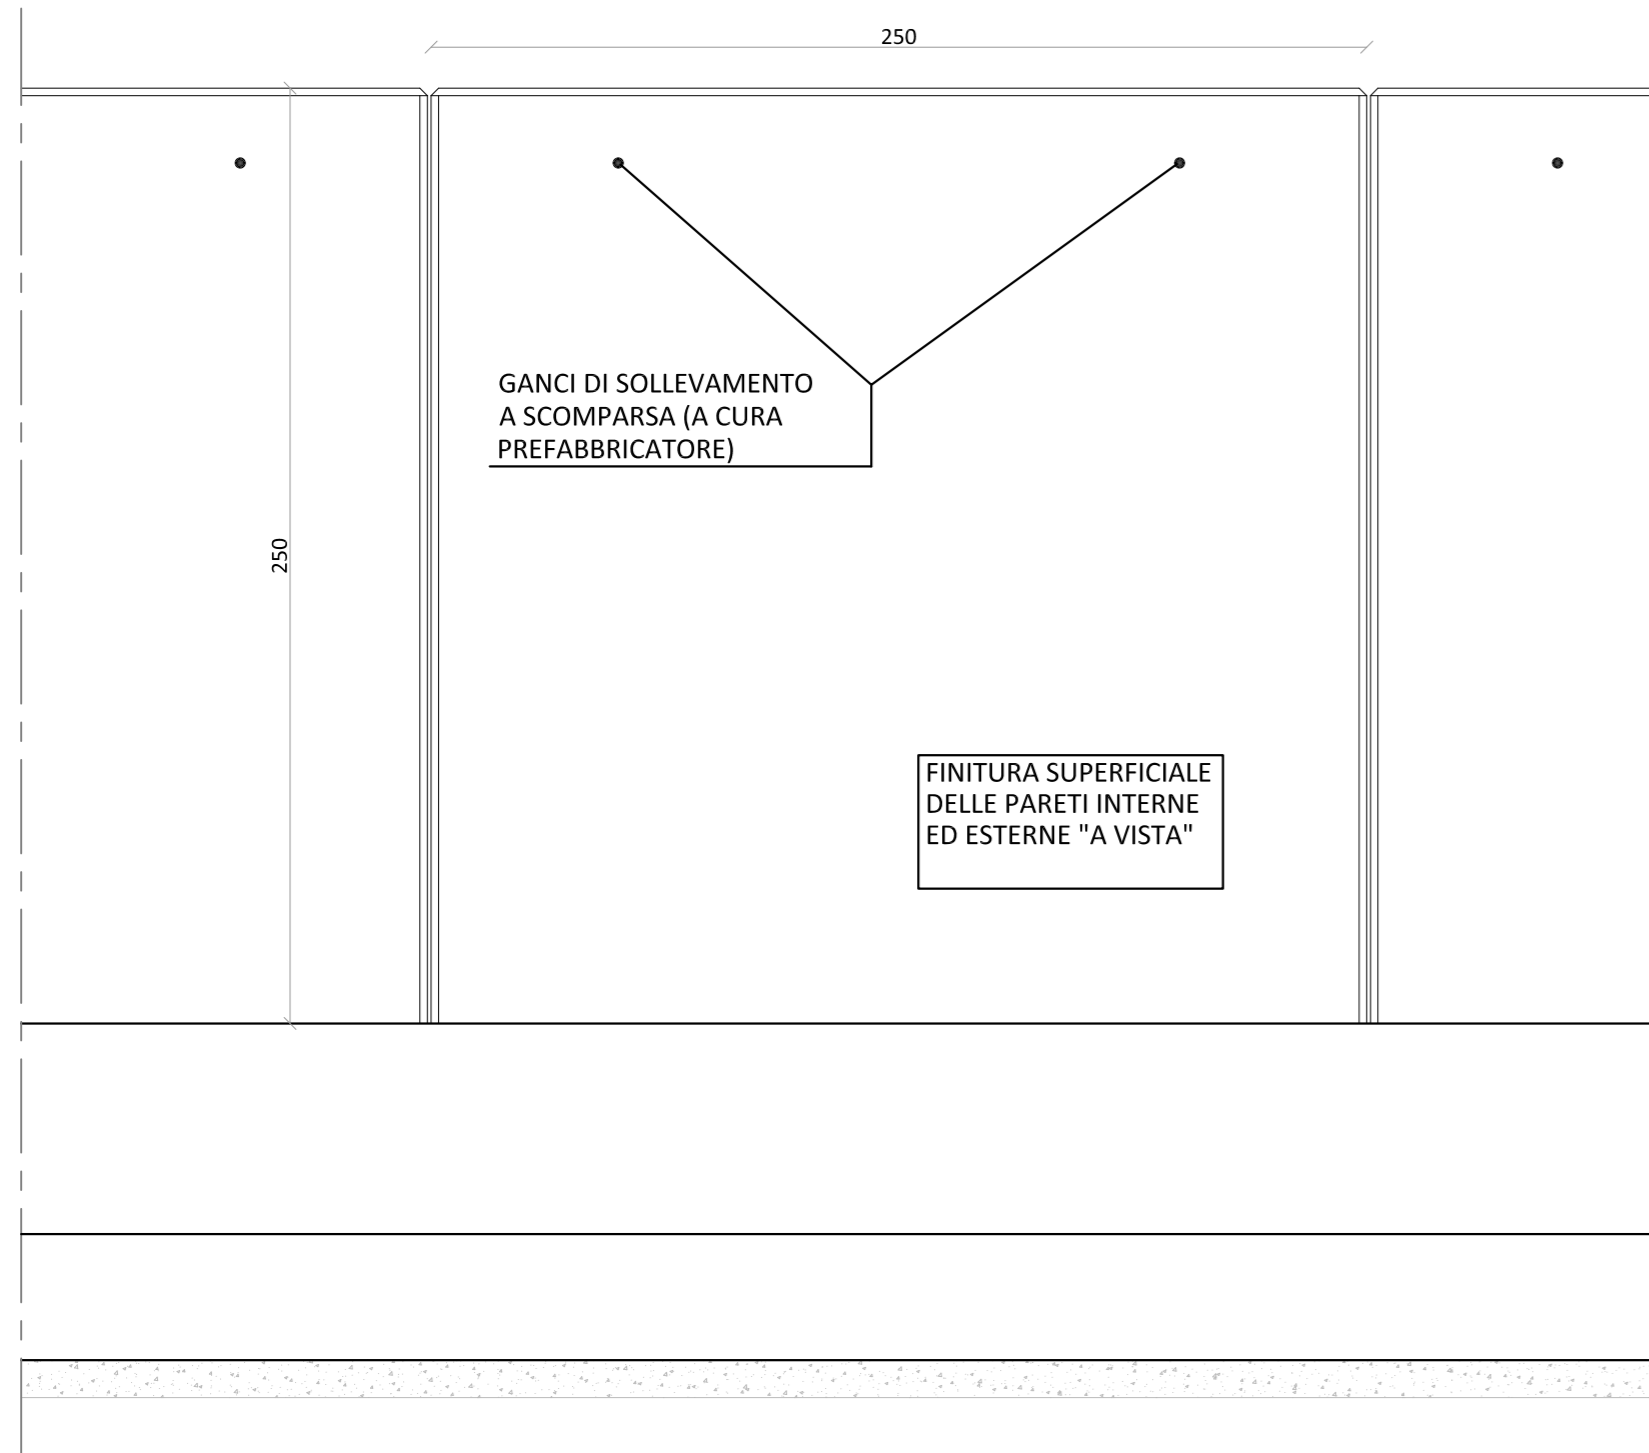 250
GANCI DI SOLLEVAMENTO
A SCOMPARSA (A CURA
PREFABBRICATORE)
250
FINITURA SUPERFICIALE
DELLE PARETI INTERNE
ED ESTERNE "A VISTA"